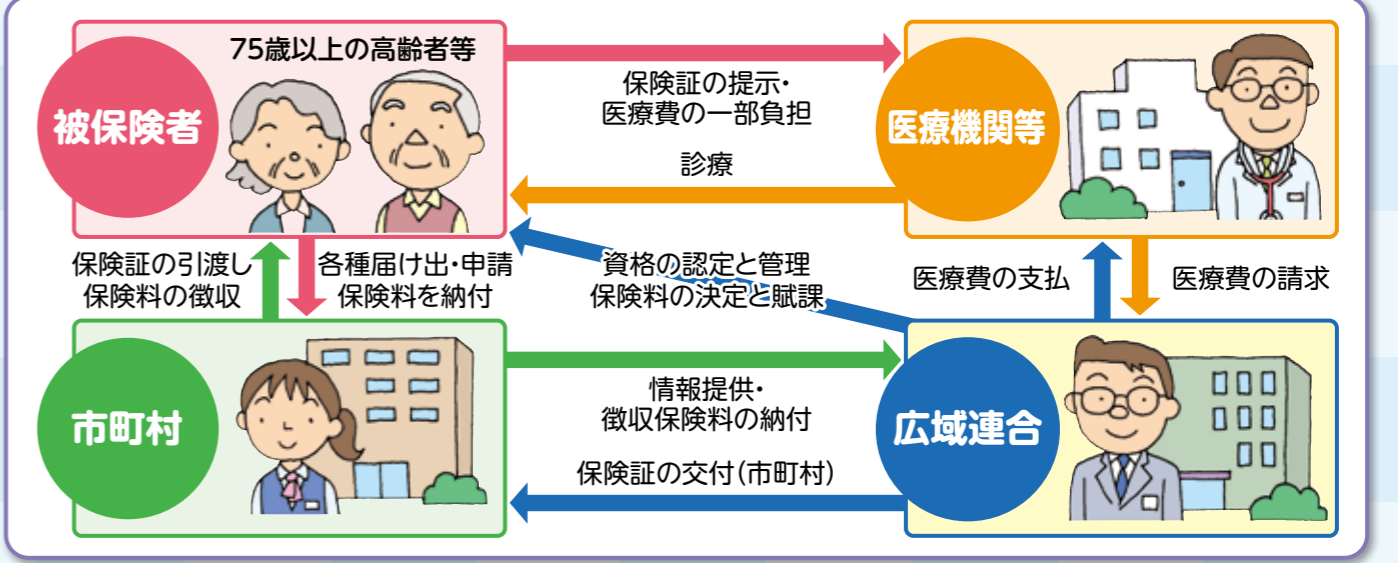 75歳以上の高齢者等
被保険者
保険証の提示・
医療費の一部負担
診療
医療機関等
保険証の引渡し
保険料の徴収
各種届け出・申請
保険料を納付
資格の認定と管理
保険料の決定と賦課
医療費の支払
医療費の請求
市町村
情報提供・
徴収保険料の納付
保険証の交付(市町村)
広域連合